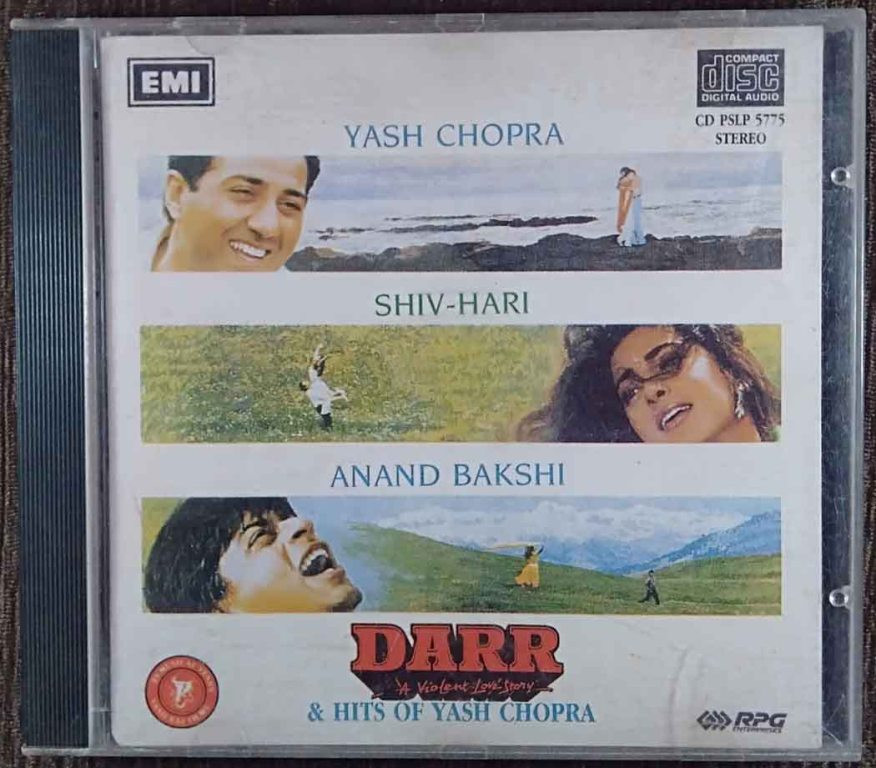 EMI
COMPACT
disc
DIGITAL AUDIO
CD PSLP 5775
STEREO
YASH CHOPRA
SHIV-HARI
ANAND BAKSHI
DARR
A Violent Love Story
& HITS OF YASH CHOPRA
RPG
ENTERPRISES